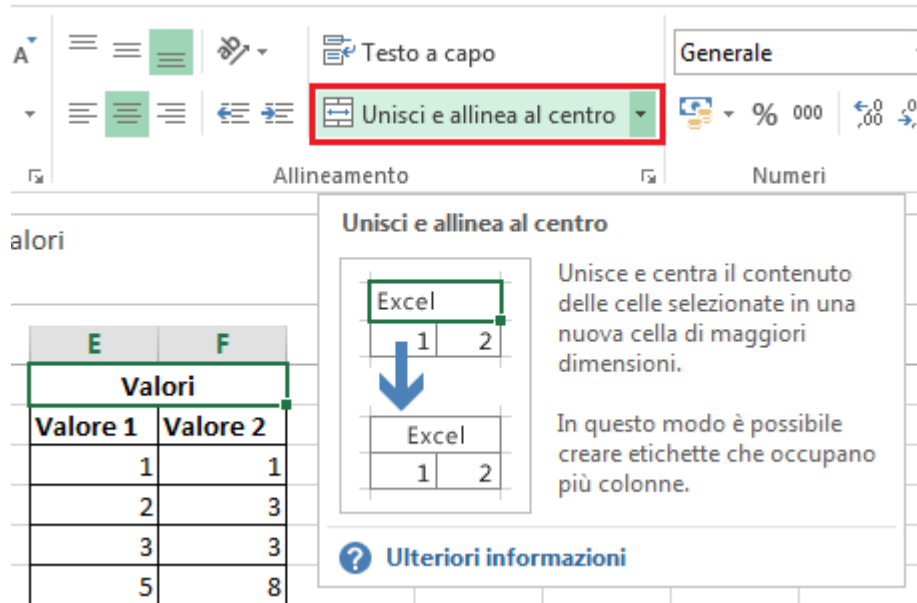 A
Testo a capo
Generale
Unisci e allinea al centro
% 000
,00
Allineamento
Numeri
alori
Unisci e allinea al centro
Excel
1 2
Excel
1 2
Unisce e centra il contenuto
delle celle selezionate in una
nuova cella di maggiori
dimensioni.
In questo modo è possibile
creare etichette che occupano
più colonne.
Ulteriori informazioni
E F
Valori
Valore 1 Valore 2
1 1
2 3
3 3
5 8